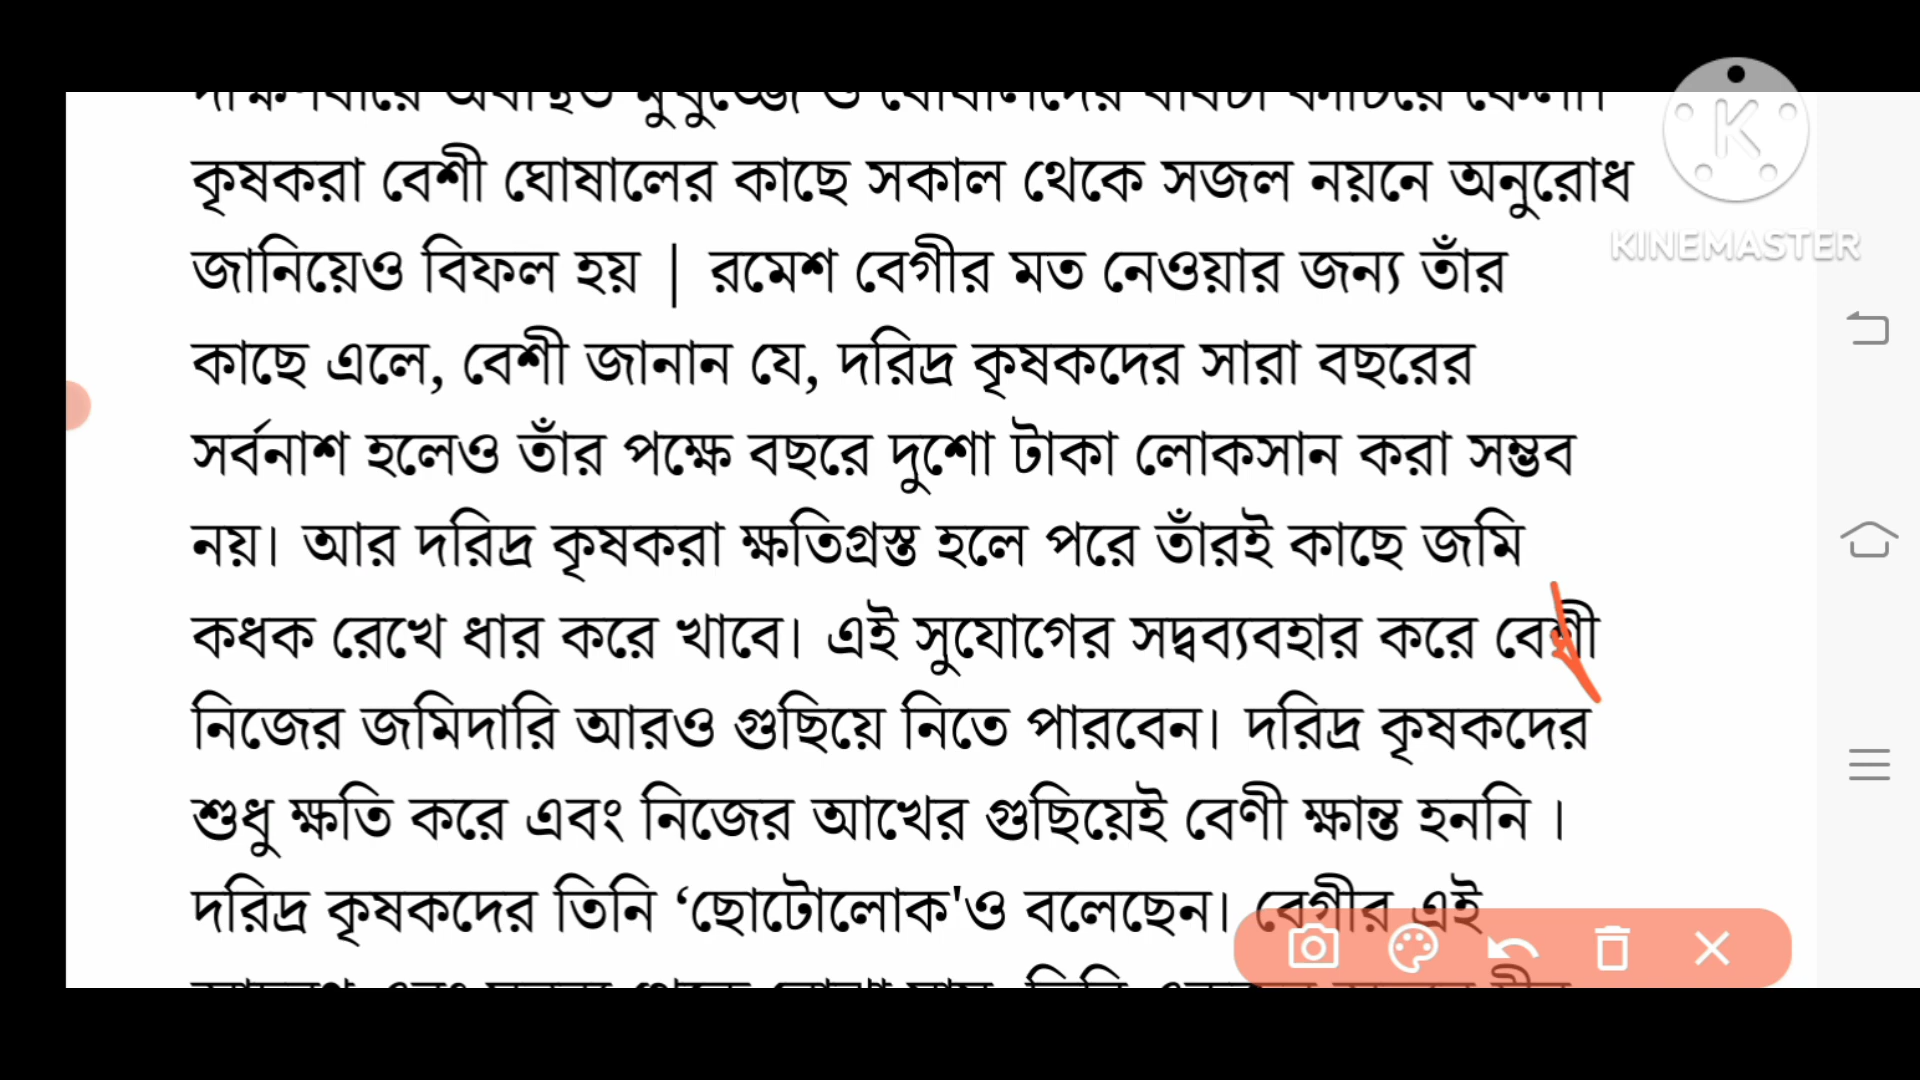 কৃষকরা বেশী ঘোষালের কাছে সকাল থেকে সজল নয়নে অনুরোধ
জানিয়েও বিফল হয় | রমেশ বেগীর মত নেওয়ার জন্য তাঁর
কাছে এলে, বেশী জানান যে, দরিদ্র কৃষকদের সারা বছরের
সর্বনাশ হলেও তাঁর পক্ষে বছরে দুশো টাকা লোকসান করা সম্ভব
নয়। আর দরিদ্র কৃষকরা ক্ষতিগ্রস্ত হলে পরে তাঁরই কাছে জমি
কধক রেখে ধার করে খাবে। এই সুযোগের সদ্বব্যবহার করে বেশী
নিজের জমিদারি আরও গুছিয়ে নিতে পারবেন। দরিদ্র কৃষকদের
শুধু ক্ষতি করে এবং নিজের আখের গুছিয়েই বেণী ক্ষান্ত হননি ।
দরিদ্র কৃষকদের তিনি ‘ছোটোলোক'ও বলেছেন। বেগীর এই
K
KINEMASTER